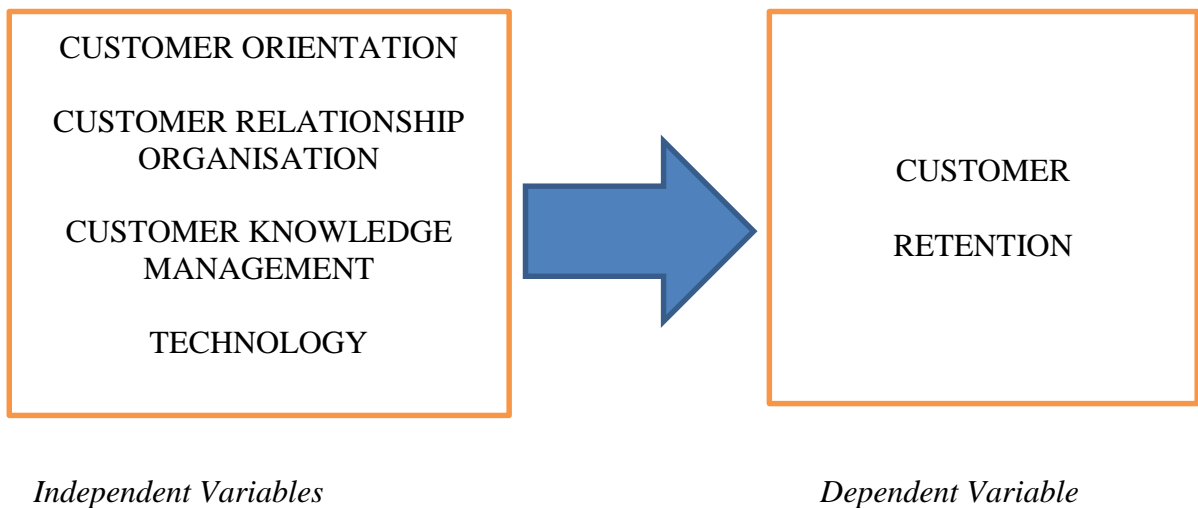 CUSTOMER ORIENTATION
CUSTOMER RELATIONSHIP
ORGANISATION
CUSTOMER KNOWLEDGE
MANAGEMENT
TECHNOLOGY
CUSTOMER
RETENTION
Independent Variables
Dependent Variable